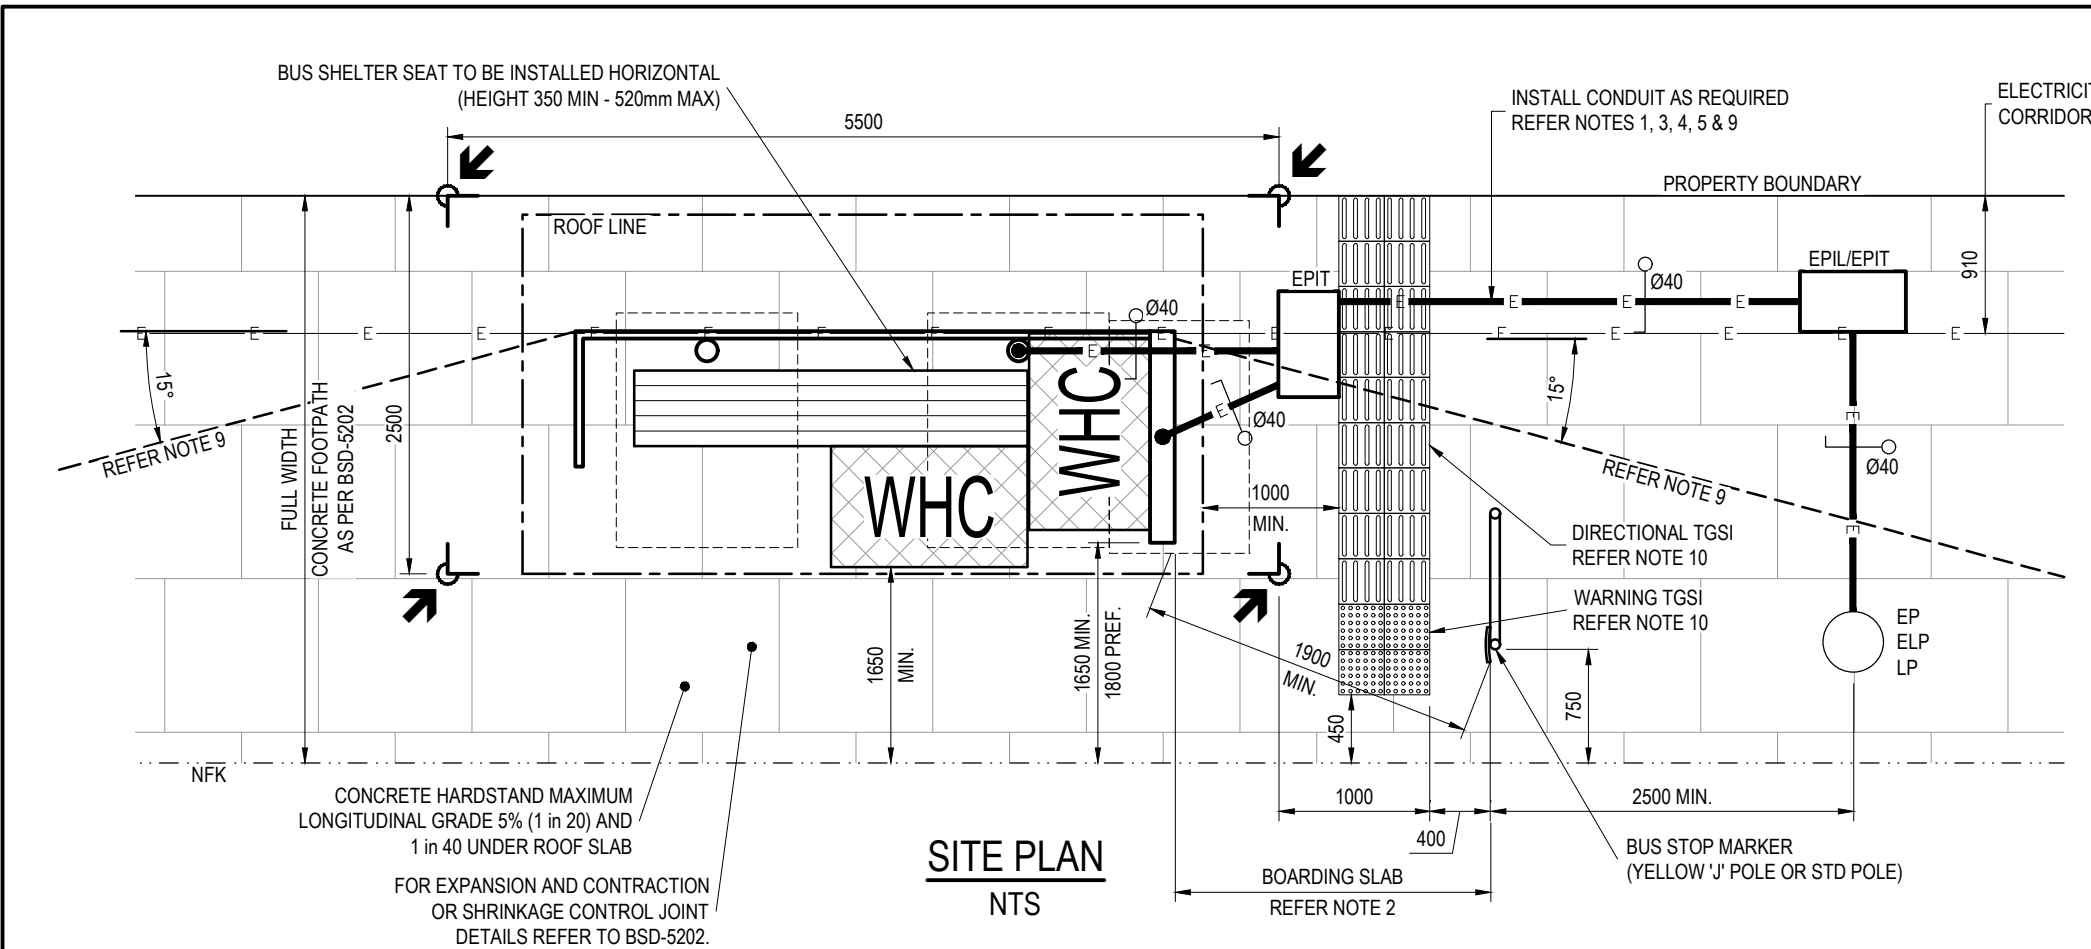 BUS SHELTER SEAT TO BE INSTALLED HORIZONTAL
(HEIGHT 350 MIN - 520mm MAX)
5500
INSTALL CONDUIT AS REQUIRED
REFER NOTES 1, 3, 4, 5 & 9
CORRIDOR
PROPERTY BOUNDARY
ROOF LINE
EPIT
EPIL/EPIT
910
Ø40
Ø40
E E E E E E E E E E E E E E E E E
E E E E
E E
E
E
E
15°
15°
REFER NOTE 9
FULL WIDTH
CONCRETE FOOTPATH
AS PER BSD-5202
2500
WHC
WHC
Ø40
Ø40
1000
MIN.
REFER NOTE 9
DIRECTIONAL TGSI
REFER NOTE 10
WARNING TGSI
REFER NOTE 10
EP
ELP
LP
1650
MIN.
1650 MIN.
1800 PREF.
1900
MIN.
450
750
NFK
CONCRETE HARDSTAND MAXIMUM
LONGITUDINAL GRADE 5% (1 in 20) AND
1 in 40 UNDER ROOF SLAB
1000
400
2500 MIN.
BUS STOP MARKER
(YELLOW 'J' POLE OR STD POLE)
SITE PLAN
NTS
BOARDING SLAB
REFER NOTE 2
FOR EXPANSION AND CONTRACTION
OR SHRINKAGE CONTROL JOINT
DETAILS REFER TO BSD-5202.